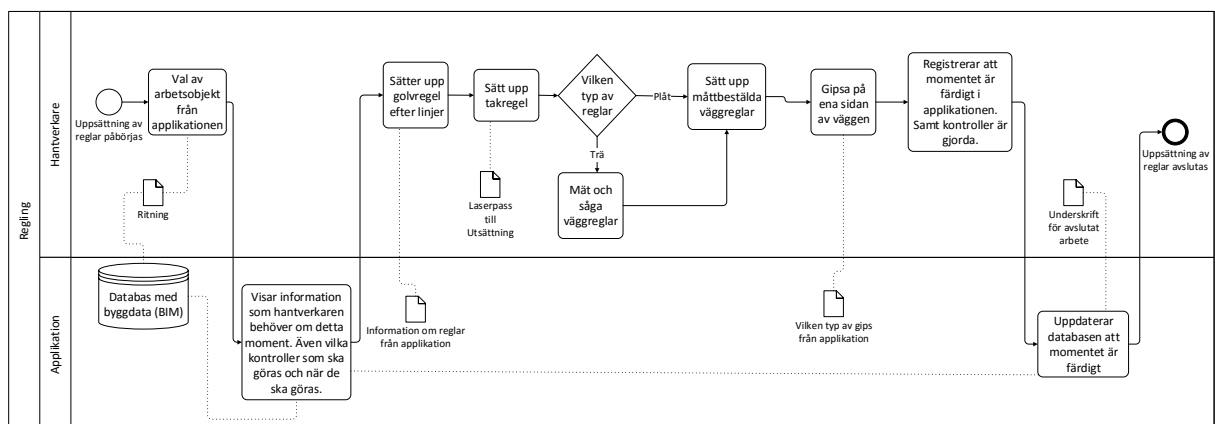 Regling
Hantverkare
Uppsättning av
reglar påbörjas
Val av
arbetsobjekt
från
applikationen
Ritning
Sätter upp
golvregel
efter linjer
Sätt upp
takregel
Laserpass
till
Utsättning
Vilken
typ av
reglar
Plåt
Trä
Mät och
såga
väggreglar
Sätt upp
måttbestälda
väggreglar
Gipsa på
ena sidan
av väggen
Registrerar att
momentet är
färdigt i
applikationen.
Samt kontroller är
gjorda.
Underskrift
för avslutat
arbete
Uppsättning av
reglar avslutas
Applikation
Databas med
byggdata (BIM)
Visar information
som hantverkaren
behöver om detta
moment. Även vilka
kontroller som ska
göras och när de
ska göras.
Information om reglar
från applikation
Vilken typ av gips
från applikation
Uppdaterar
databasen att
momentet är
färdigt